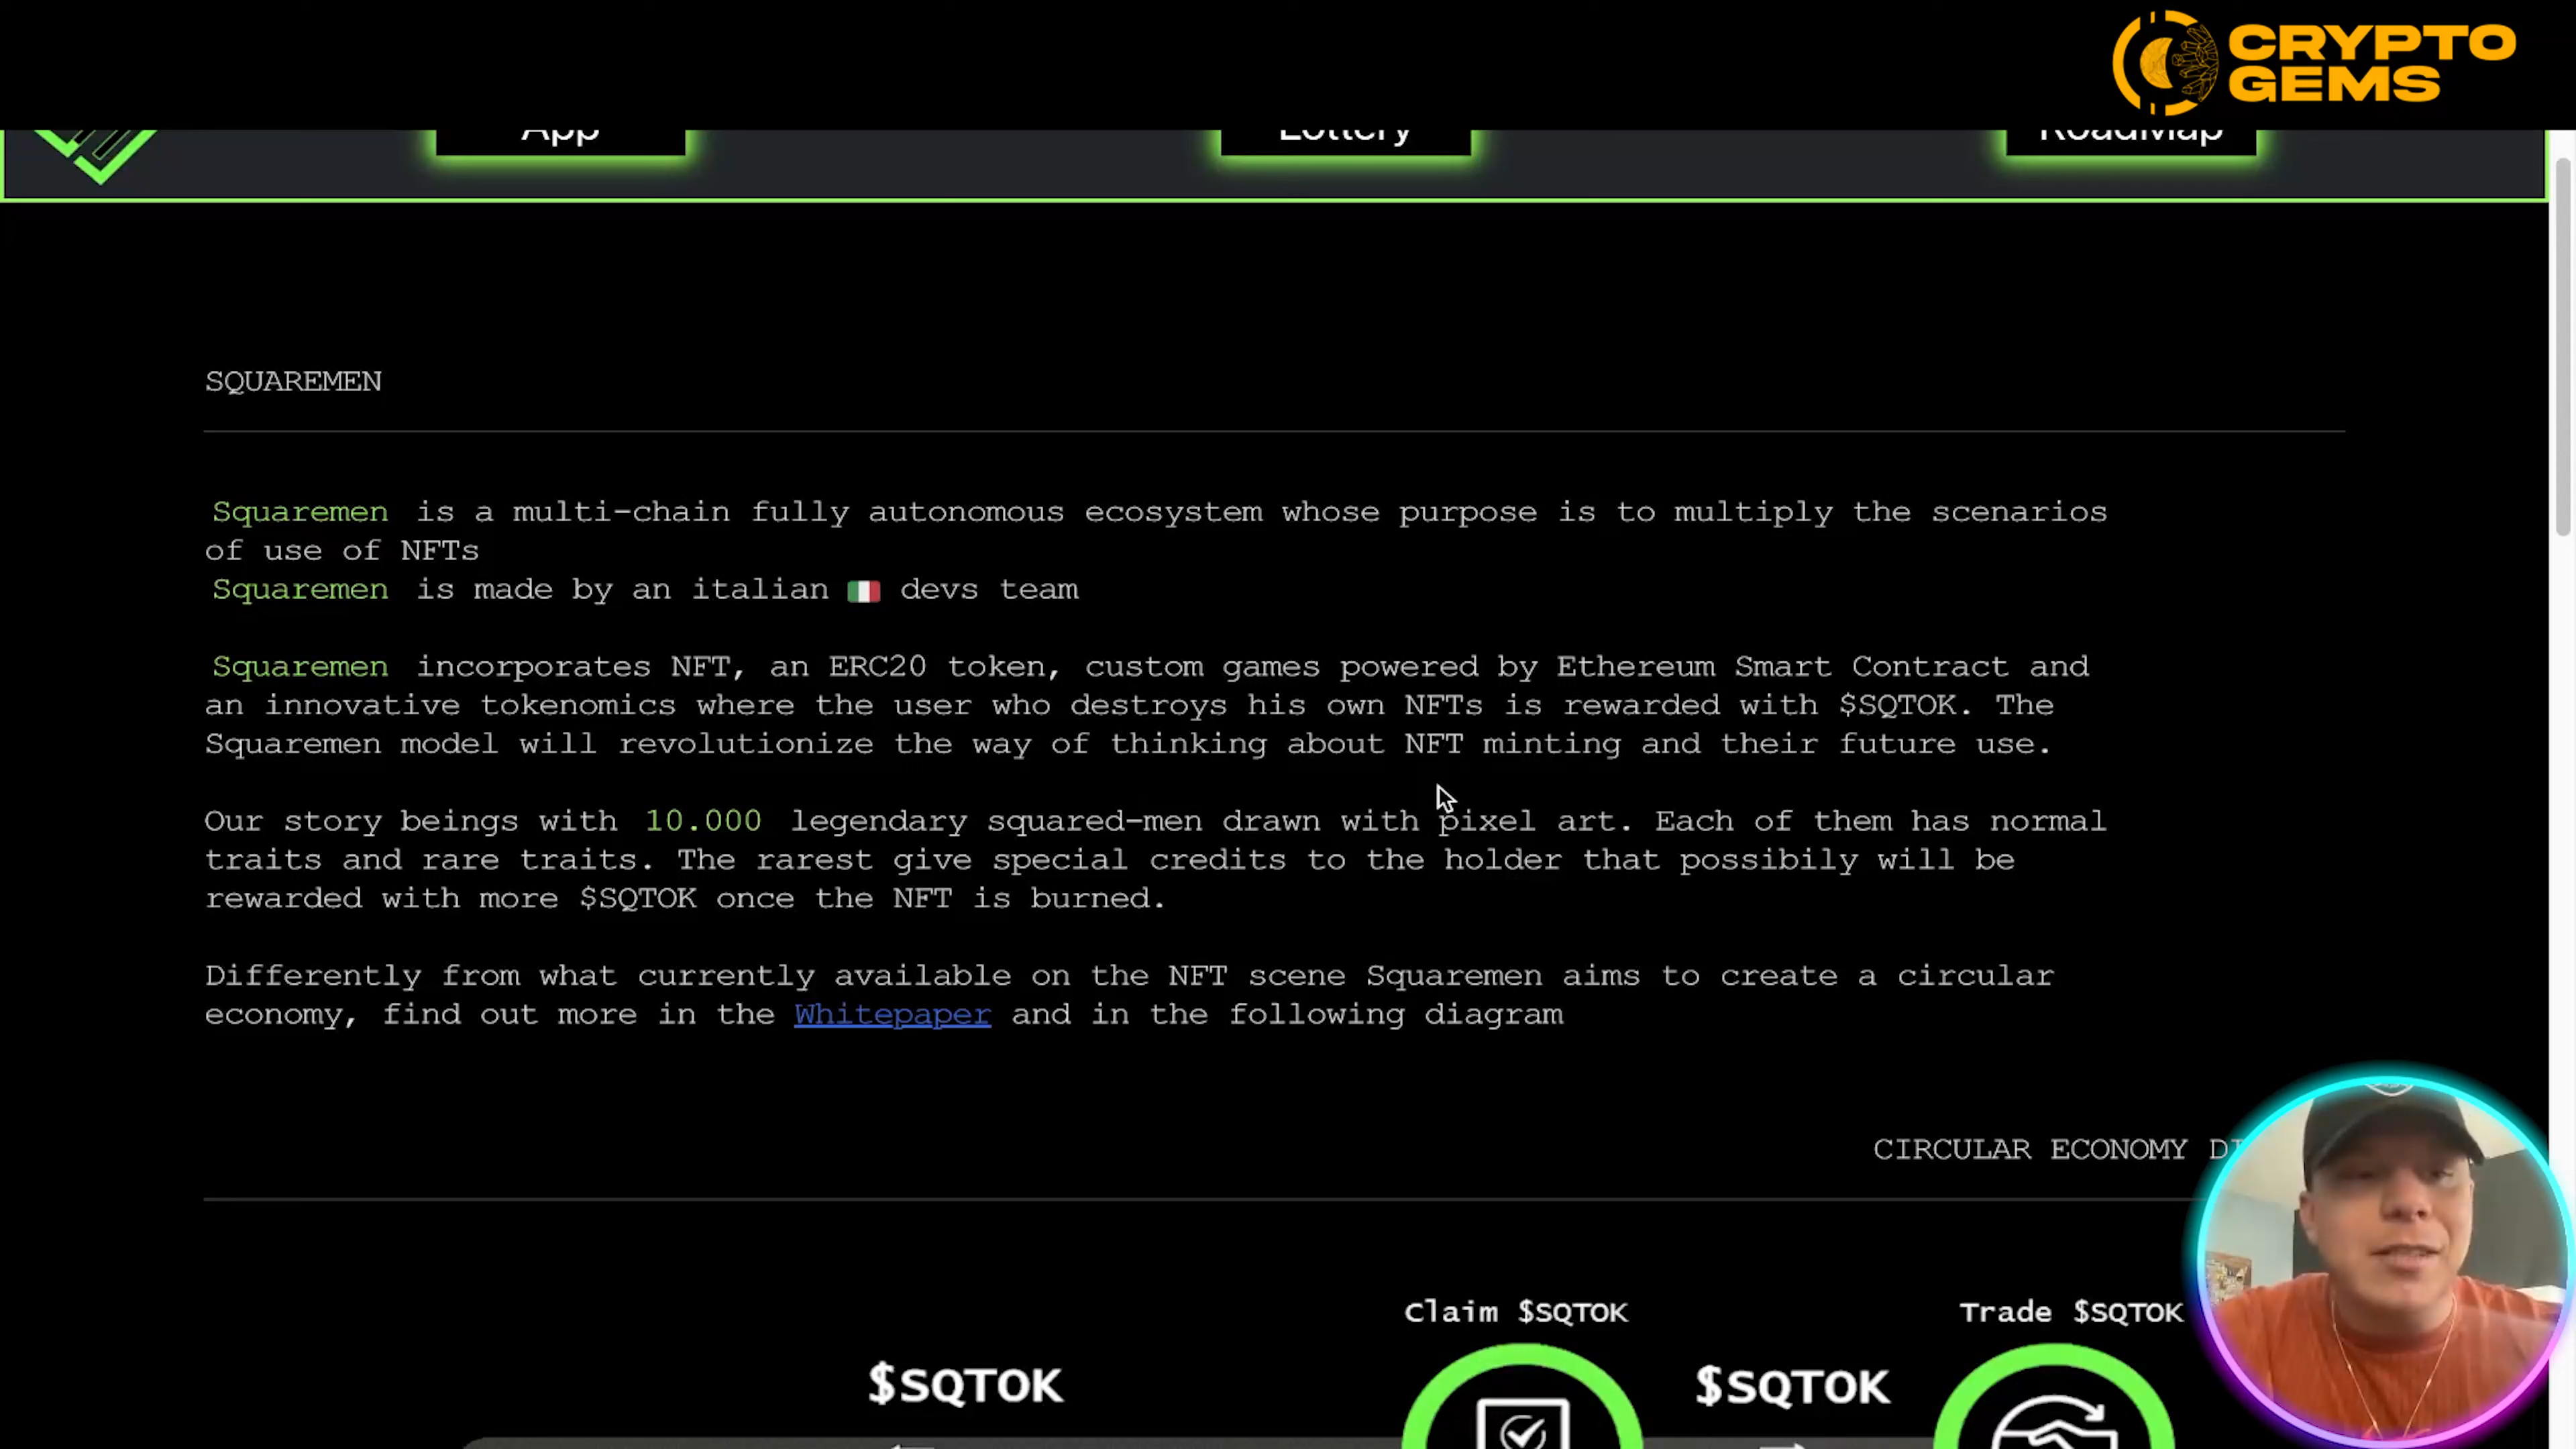 CRYPTO
GEMS
App
Lottery
RoadMap
SQUAREMEN
Squaremen is a multi-chain fully autonomous ecosystem whose purpose is to multiply the scenarios
of use of NFTs
Squaremen is made by an italian 🇮🇹 devs team
Squaremen incorporates NFT, an ERC20 token, custom games powered by Ethereum Smart Contract and
an innovative tokenomics where the user who destroys his own NFTs is rewarded with $SQTOK. The
Squaremen model will revolutionize the way of thinking about NFT minting and their future use.
Our story beings with 10.000 legendary squared-men drawn with pixel art. Each of them has normal
traits and rare traits. The rarest give special credits to the holder that possibily will be
rewarded with more $SQTOK once the NFT is burned.
Differently from what currently available on the NFT scene Squaremen aims to create a circular
economy, find out more in the Whitepaper and in the following diagram
CIRCULAR ECONOMY
Claim $SQTOK
Trade $SQTOK
$SQTOK
$SQTOK